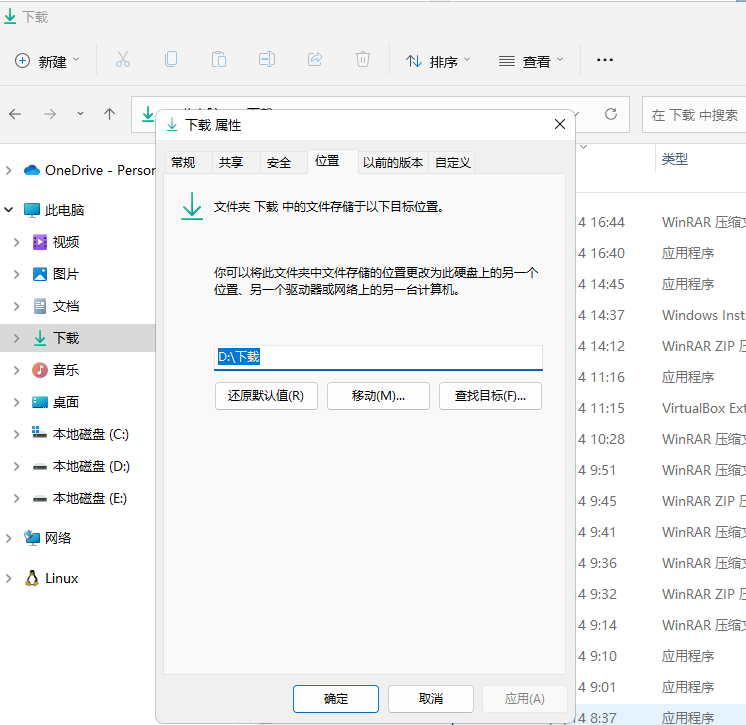 下载
新建
排序
查看
在 下载 中搜索
下载 属性
常规
共享
安全
位置
以前的版本
自定义
文件夹 下载 中的文件存储于以下目标位置。
你可以将此文件夹中文件存储的位置更改为此硬盘上的另一个
位置、另一个驱动器或网络上的另一台计算机。
D:\下载
还原默认值(R)
移动(M)...
查找目标(F)...
确定
取消
应用(A)
OneDrive - Person
此电脑
视频
图片
文档
下载
音乐
桌面
本地磁盘 (C:)
本地磁盘 (D:)
本地磁盘 (E:)
网络
Linux
类型
4 16:44 WinRAR 压缩文
4 16:40 应用程序
4 14:45 应用程序
4 14:37 Windows Insta
4 14:12 WinRAR ZIP 压
4 11:16 应用程序
4 11:15 VirtualBox Ext
4 10:28 WinRAR 压缩文
4 9:51 WinRAR 压缩文
4 9:45 WinRAR ZIP 压
4 9:41 WinRAR 压缩文
4 9:36 WinRAR 压缩文
4 9:32 WinRAR ZIP 压
4 9:14 WinRAR 压缩文
4 9:10 应用程序
4 9:01 应用程序
4 8:37 应用程序